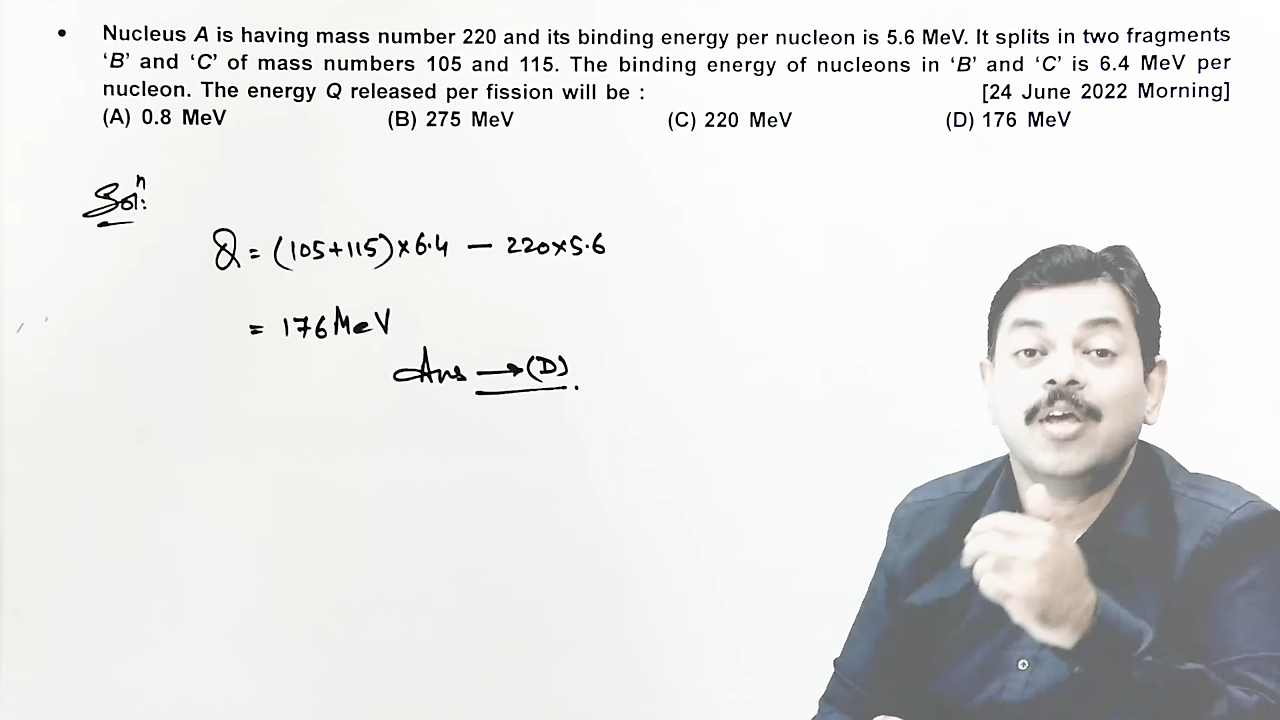 • Nucleus A is having mass number 220 and its binding energy per nucleon is 5.6 MeV. It splits in two fragments
‘B’ and ‘C’ of mass numbers 105 and 115. The binding energy of nucleons in ‘B’ and ‘C’ is 6.4 MeV per
nucleon. The energy Q released per fission will be : [24 June 2022 Morning]
(A) 0.8 MeV (B) 275 MeV (C) 220 MeV (D) 176 MeV
Solⁿ:
Q = (105+115)×6.4 — 220×5.6
= 176 MeV
Ans → (D).